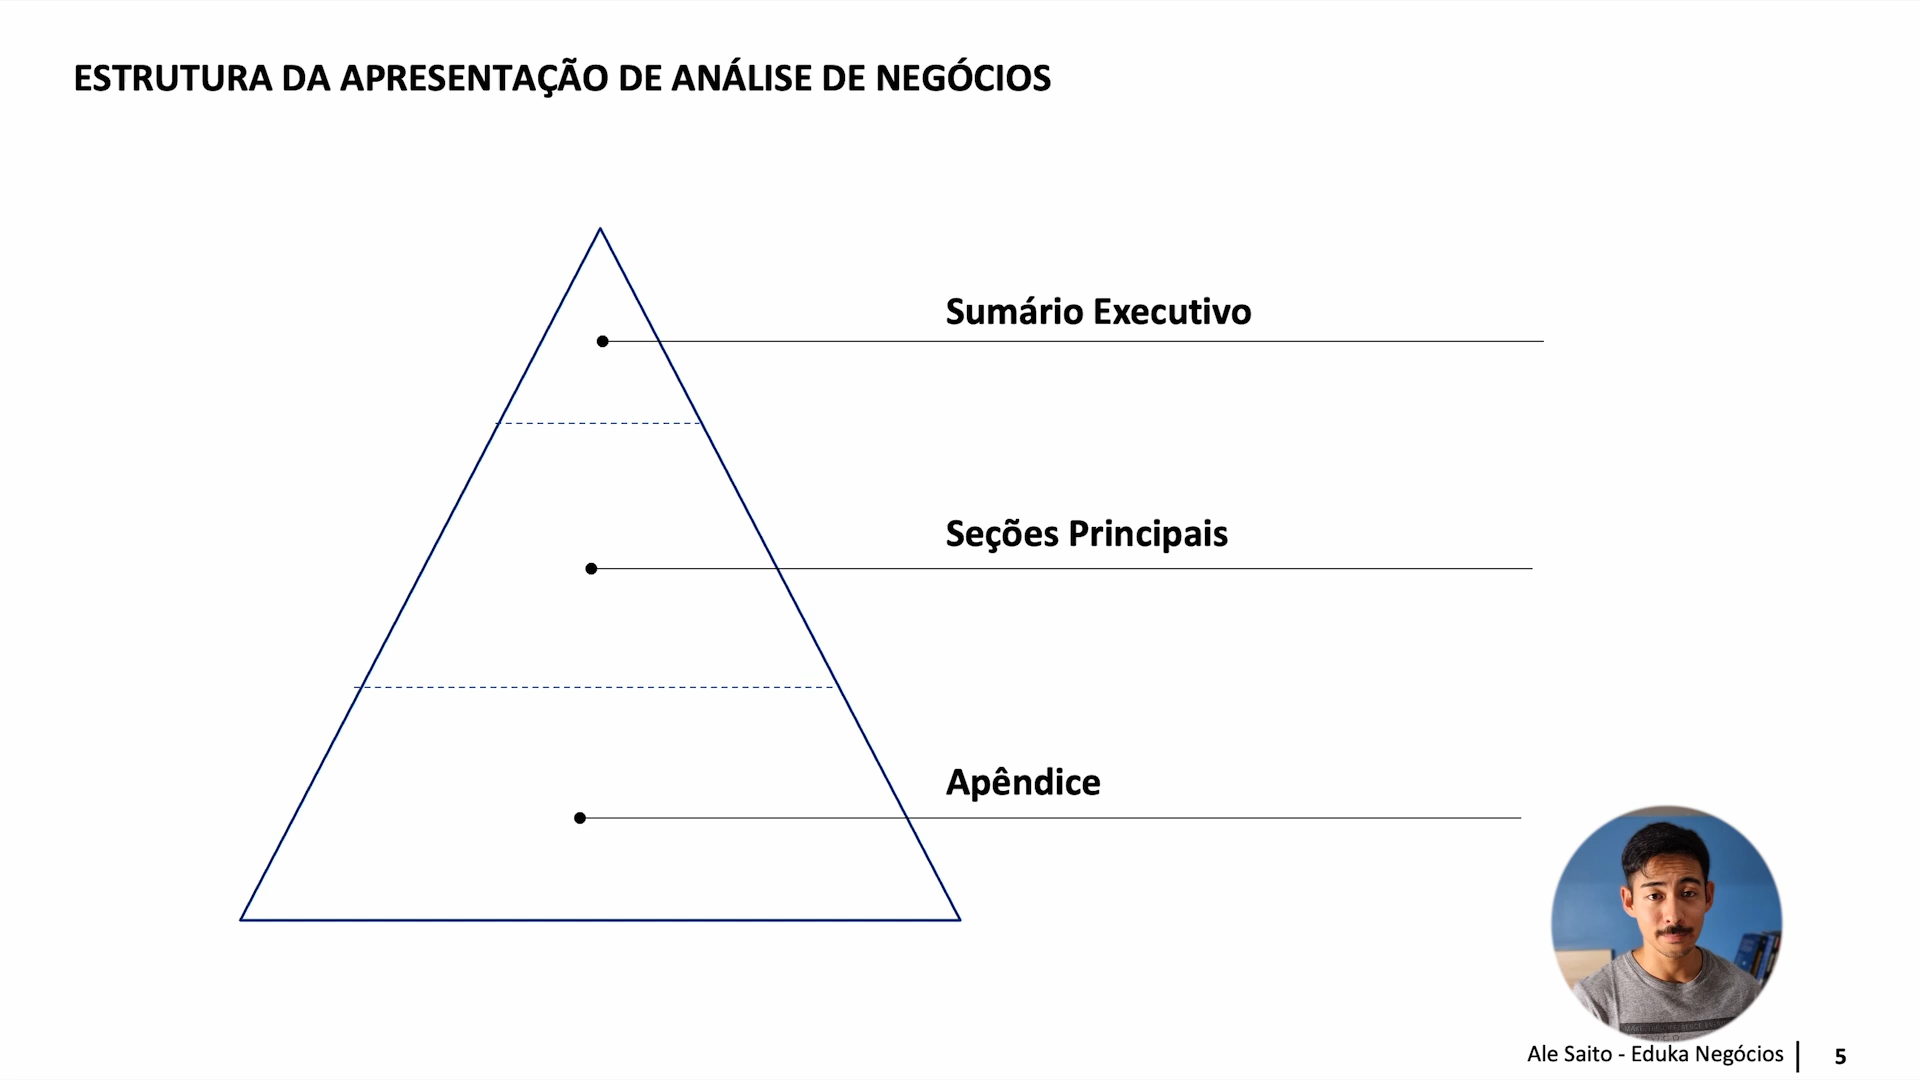 ESTRUTURA DA APRESENTAÇÃO DE ANÁLISE DE NEGÓCIOS
Sumário Executivo
Seções Principais
Apêndice
Ale Saito - Eduka Negócios
5